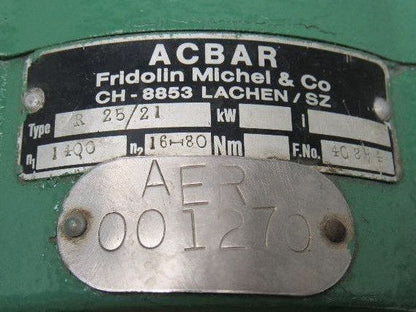 ACBAR
Fridolin Michel & Co
CH - 8853 LACHEN / SZ
Type R 25/21 kW i
n₁ 1400 n₂ 16-80 Nm F.No.
AER
001270